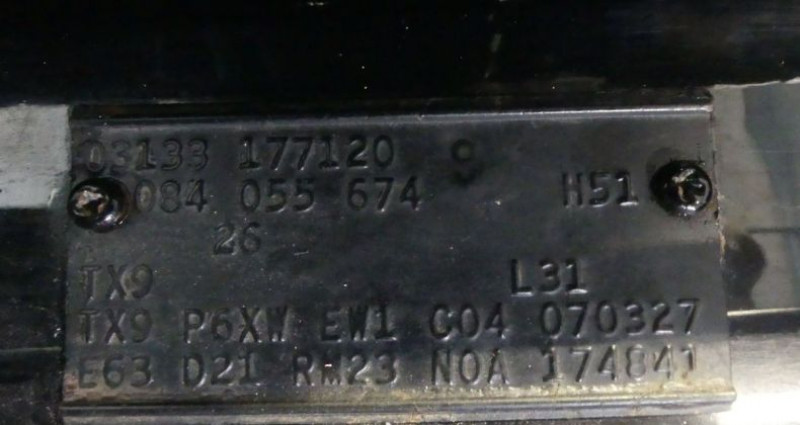 03133 177120
084 055 674 H51
26
TX9 L31
TX9 P6XW EW1 C04 070327
E63 D21 RM23 N0A 174841